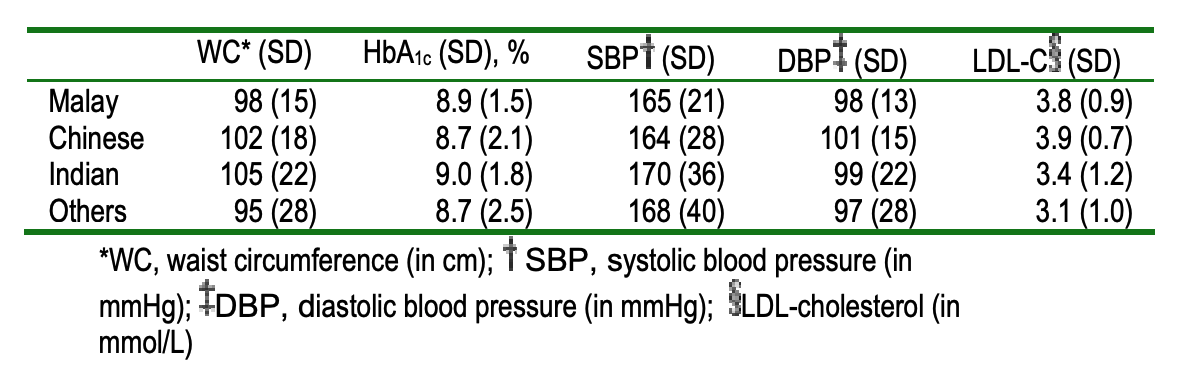 WC* (SD) HbA1c (SD), % SBP† (SD) DBP‡ (SD) LDL-C§ (SD)
Malay 98 (15) 8.9 (1.5) 165 (21) 98 (13) 3.8 (0.9)
Chinese 102 (18) 8.7 (2.1) 164 (28) 101 (15) 3.9 (0.7)
Indian 105 (22) 9.0 (1.8) 170 (36) 99 (22) 3.4 (1.2)
Others 95 (28) 8.7 (2.5) 168 (40) 97 (28) 3.1 (1.0)
*WC, waist circumference (in cm); † SBP, systolic blood pressure (in
mmHg); ‡DBP, diastolic blood pressure (in mmHg); §LDL-cholesterol (in
mmol/L)